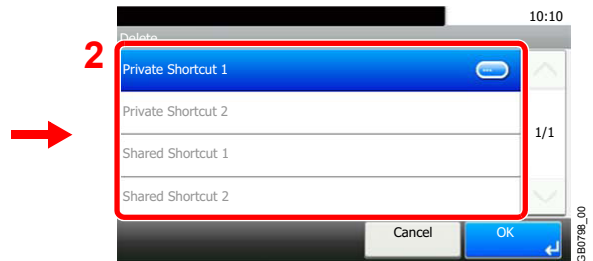 10:10
Delete
2
Private Shortcut 1
...
Private Shortcut 2
1/1
Shared Shortcut 1
Shared Shortcut 2
Cancel
OK
GB0798_00